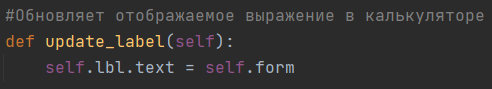 #Обновляет отображаемое выражение в калькуляторе
def update_label(self):
    self.lbl.text = self.form